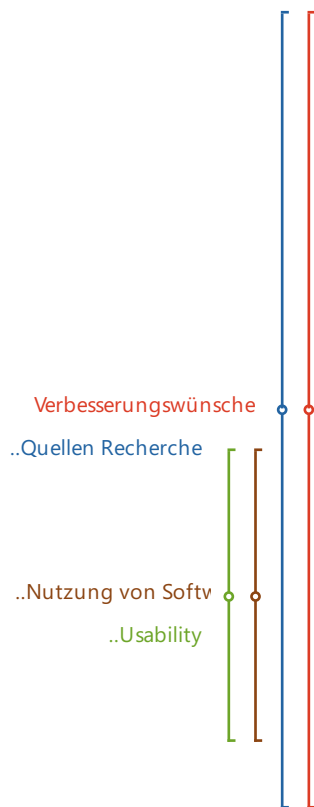 Verbesserungswünsche
..Quellen Recherche
..Nutzung von Softw
..Usability